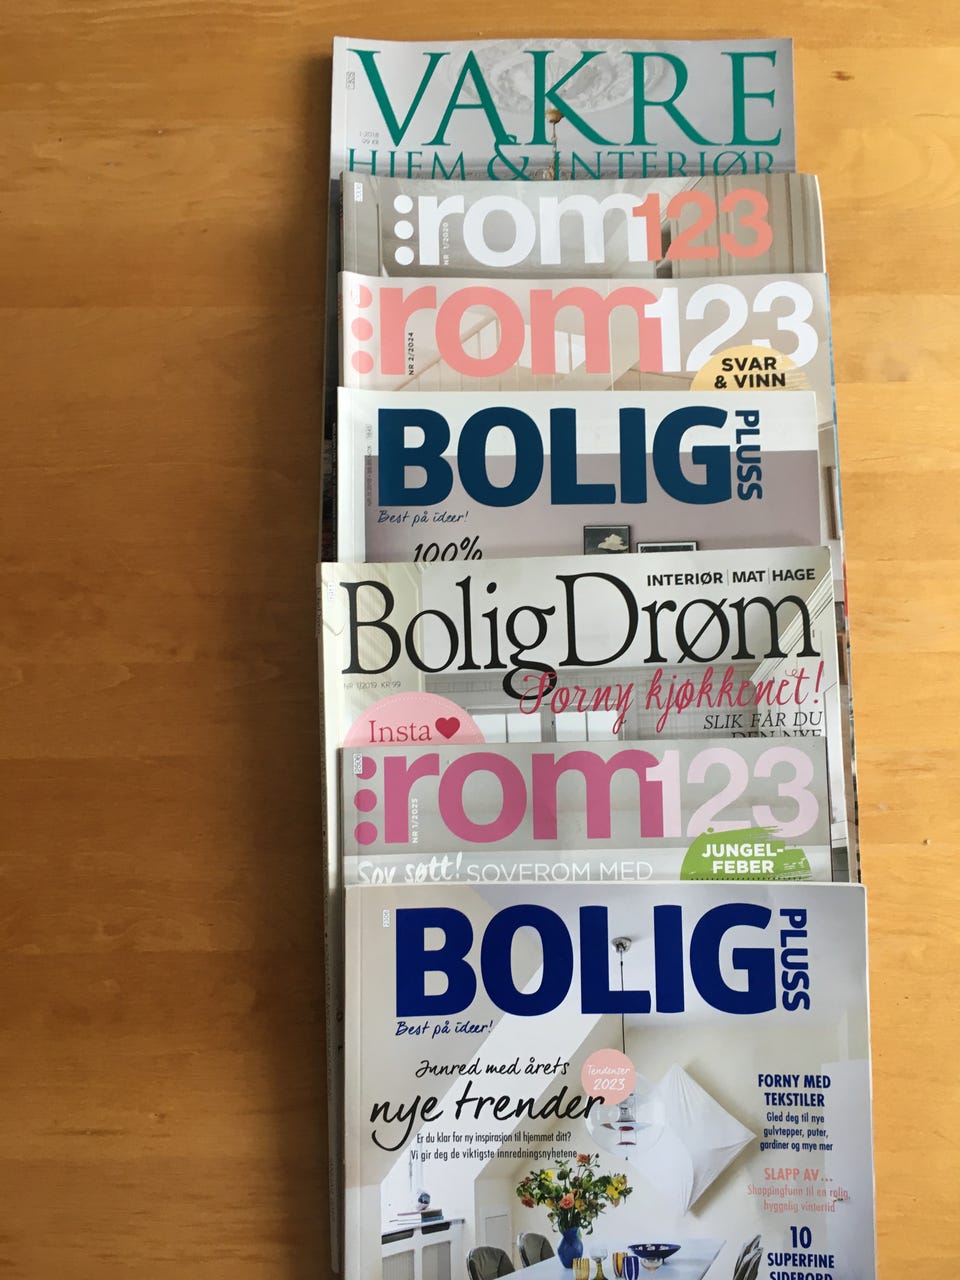 VAKRE
1-2018
99 KR
HJEM & INTERIØR
:rom123
NR 1/2020
:rom123
NR 2/2024
SVAR
& VINN
BOLIG
PLUSS
Best på ideer!
100%
INTERIØR | MAT | HAGE
BoligDrøm
NR 1/2019 KR 99
Forny kjøkkenet!
SLIK FÅR DU
DEN NYE
Insta
:rom123
NR 1/2025
JUNGEL-
FEBER
Sov søtt! SOVEROM MED
BOLIG
PLUSS
Best på ideer!
Innred med årets
nye trender
Tendenser
2023
Er du klar for ny inspirasjon til hjemmet ditt?
Vi gir deg de viktigste innredningsnyhetene
FORNY MED
TEKSTILER
Gled deg til nye
gulvtepper, puter,
gardiner og mye mer
SLAPP AV...
Shoppingfunn til en rolig,
hyggelig vintertid
10
SUPERFINE
SIDEBORD